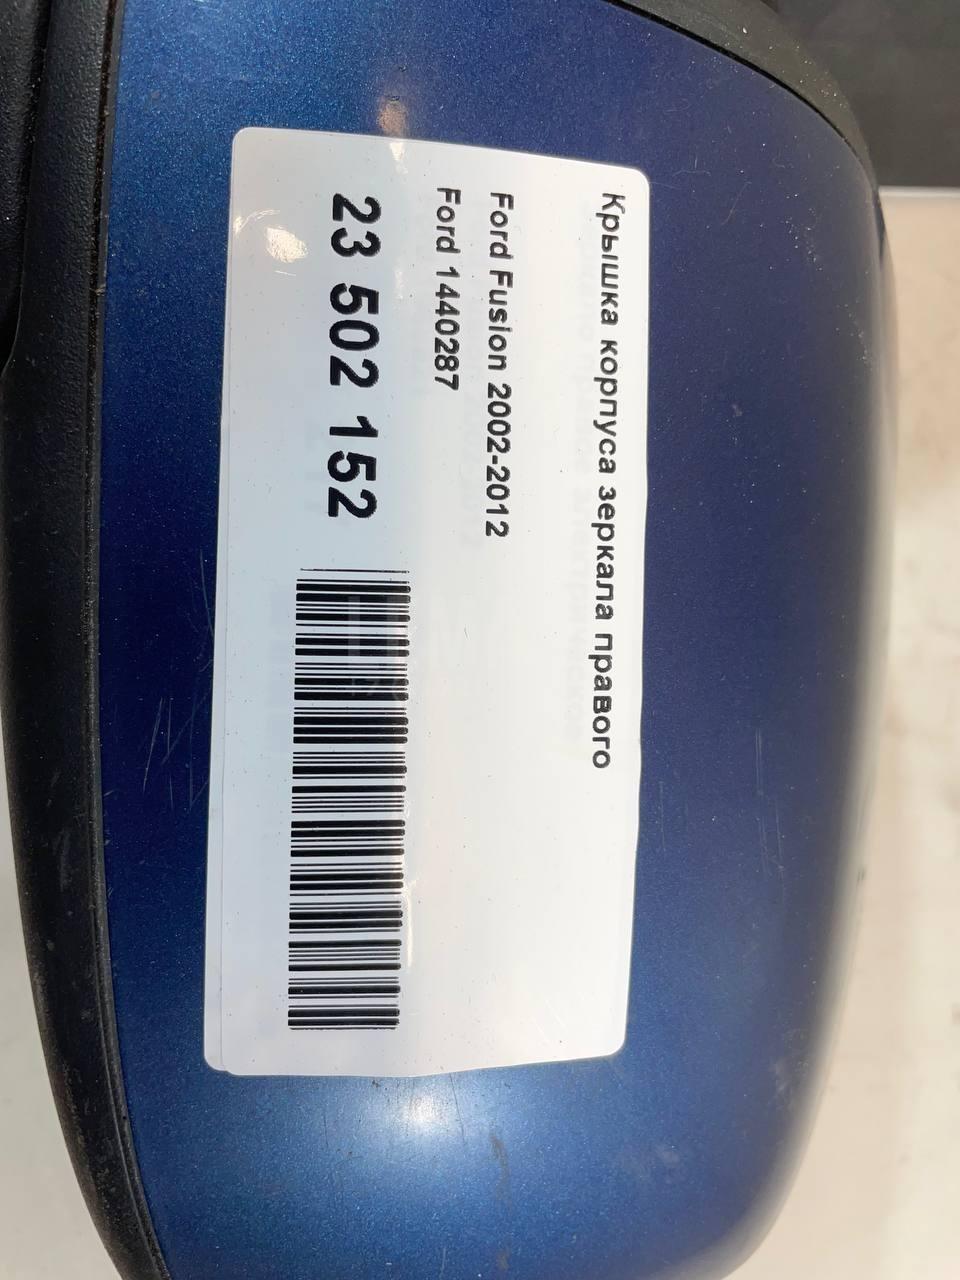 Крышка корпуса зеркала правого
Ford Fusion 2002-2012
Ford 1440287
23 502 152